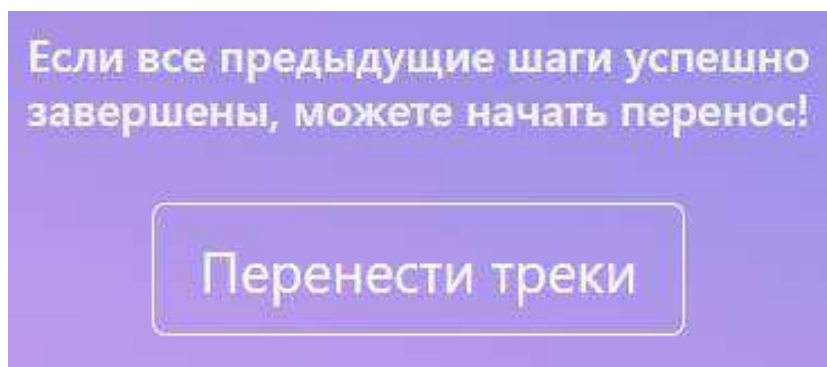 Если все предыдущие шаги успешно
завершены, можете начать перенос!
Перенести треки